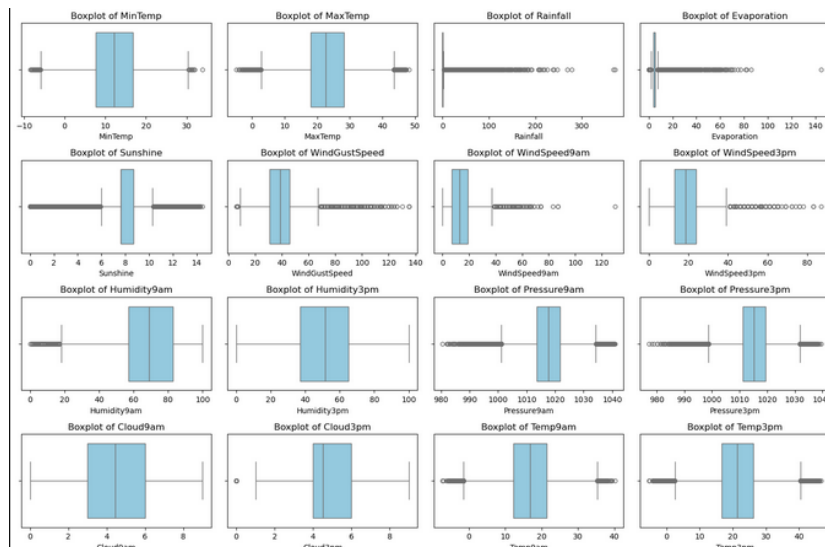 Boxplot of MinTemp
−10 0 10 20 30
MinTemp
Boxplot of MaxTemp
0 10 20 30 40 50
MaxTemp
Boxplot of Rainfall
0 100 200 300
Rainfall
Boxplot of Evaporation
0 20 40 60 80 100 120 140
Evaporation
Boxplot of Sunshine
0 2 4 6 8 10 12 14
Sunshine
Boxplot of WindGustSpeed
0 20 40 60 80 100 120 140
WindGustSpeed
Boxplot of WindSpeed9am
0 20 40 60 80 100 120
WindSpeed9am
Boxplot of WindSpeed3pm
0 20 40 60 80
WindSpeed3pm
Boxplot of Humidity9am
0 20 40 60 80 100
Humidity9am
Boxplot of Humidity3pm
0 20 40 60 80 100
Humidity3pm
Boxplot of Pressure9am
980 990 1000 1010 1020 1030 1040
Pressure9am
Boxplot of Pressure3pm
980 990 1000 1010 1020 1030
Pressure3pm
Boxplot of Cloud9am
0 2 4 6 8
Cloud9am
Boxplot of Cloud3pm
0 2 4 6 8
Cloud3pm
Boxplot of Temp9am
0 10 20 30 40
Temp9am
Boxplot of Temp3pm
0 10 20 30 40
Temp3pm